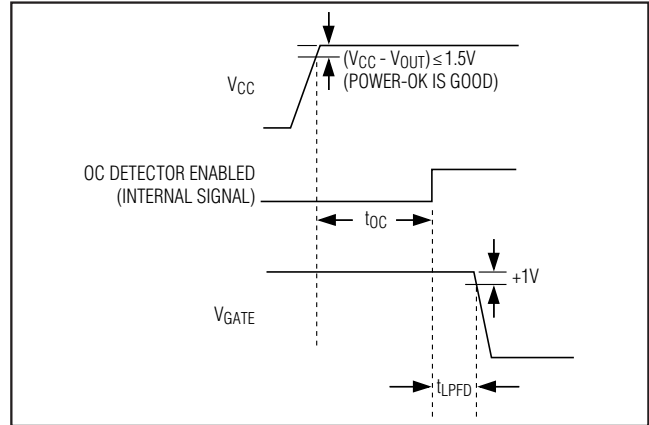 (VCC - VOUT) ≤ 1.5V
(POWER-OK IS GOOD)
VCC
OC DETECTOR ENABLED
(INTERNAL SIGNAL)
tOC
+1V
VGATE
tLPFD